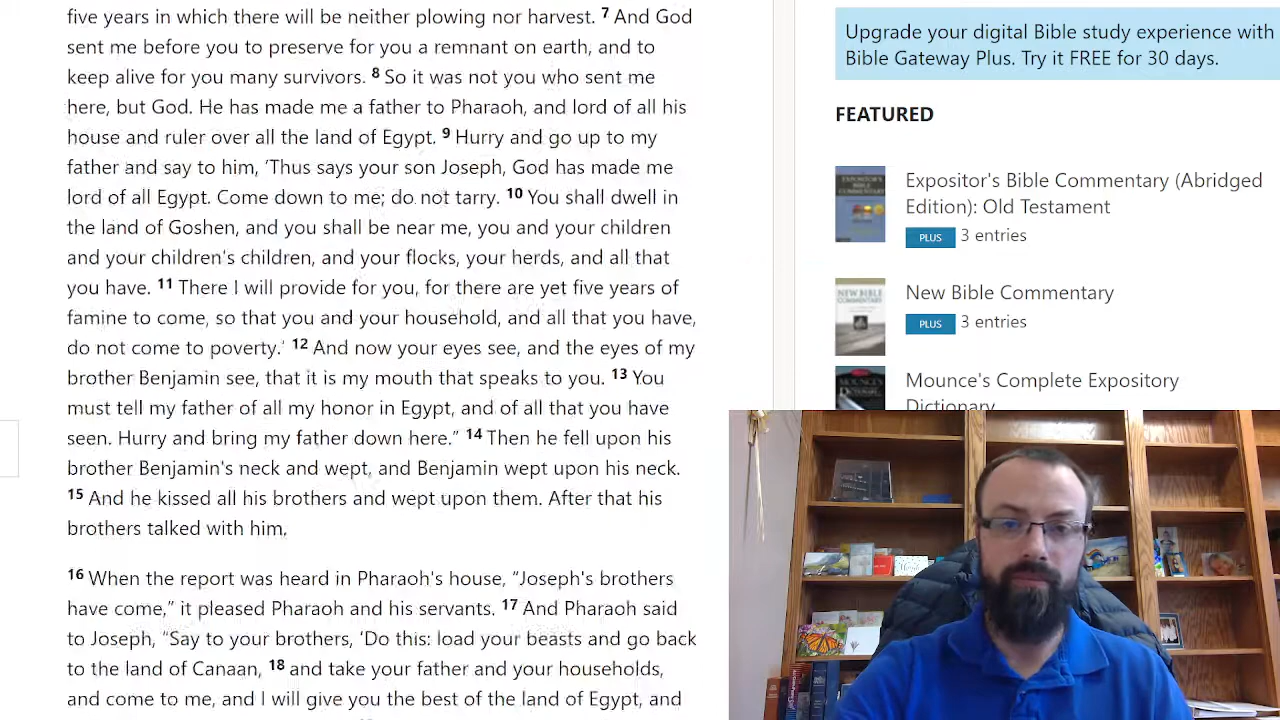 five years in which there will be neither plowing nor harvest. 7 And God
sent me before you to preserve for you a remnant on earth, and to
keep alive for you many survivors. 8 So it was not you who sent me
here, but God. He has made me a father to Pharaoh, and lord of all his
house and ruler over all the land of Egypt. 9 Hurry and go up to my
father and say to him, ‘Thus says your son Joseph, God has made me
lord of all Egypt. Come down to me; do not tarry. 10 You shall dwell in
the land of Goshen, and you shall be near me, you and your children
and your children's children, and your flocks, your herds, and all that
you have. 11 There I will provide for you, for there are yet five years of
famine to come, so that you and your household, and all that you have,
do not come to poverty.’ 12 And now your eyes see, and the eyes of my
brother Benjamin see, that it is my mouth that speaks to you. 13 You
must tell my father of all my honor in Egypt, and of all that you have
seen. Hurry and bring my father down here.” 14 Then he fell upon his
brother Benjamin's neck and wept, and Benjamin wept upon his neck.
15 And he kissed all his brothers and wept upon them. After that his
brothers talked with him.
16 When the report was heard in Pharaoh's house, “Joseph's brothers
have come,” it pleased Pharaoh and his servants. 17 And Pharaoh said
to Joseph, “Say to your brothers, ‘Do this: load your beasts and go back
to the land of Canaan, 18 and take your father and your households,
and come to me, and I will give you the best of the land of Egypt, and
Upgrade your digital Bible study experience with
Bible Gateway Plus. Try it FREE for 30 days.
FEATURED
EXPOSITOR'S
BIBLE
COMMENTARY
Expositor's Bible Commentary (Abridged
Edition): Old Testament
PLUS 3 entries
NEW BIBLE
COMMENTARY
New Bible Commentary
PLUS 3 entries
Mounce's Complete Expository
Dictionary